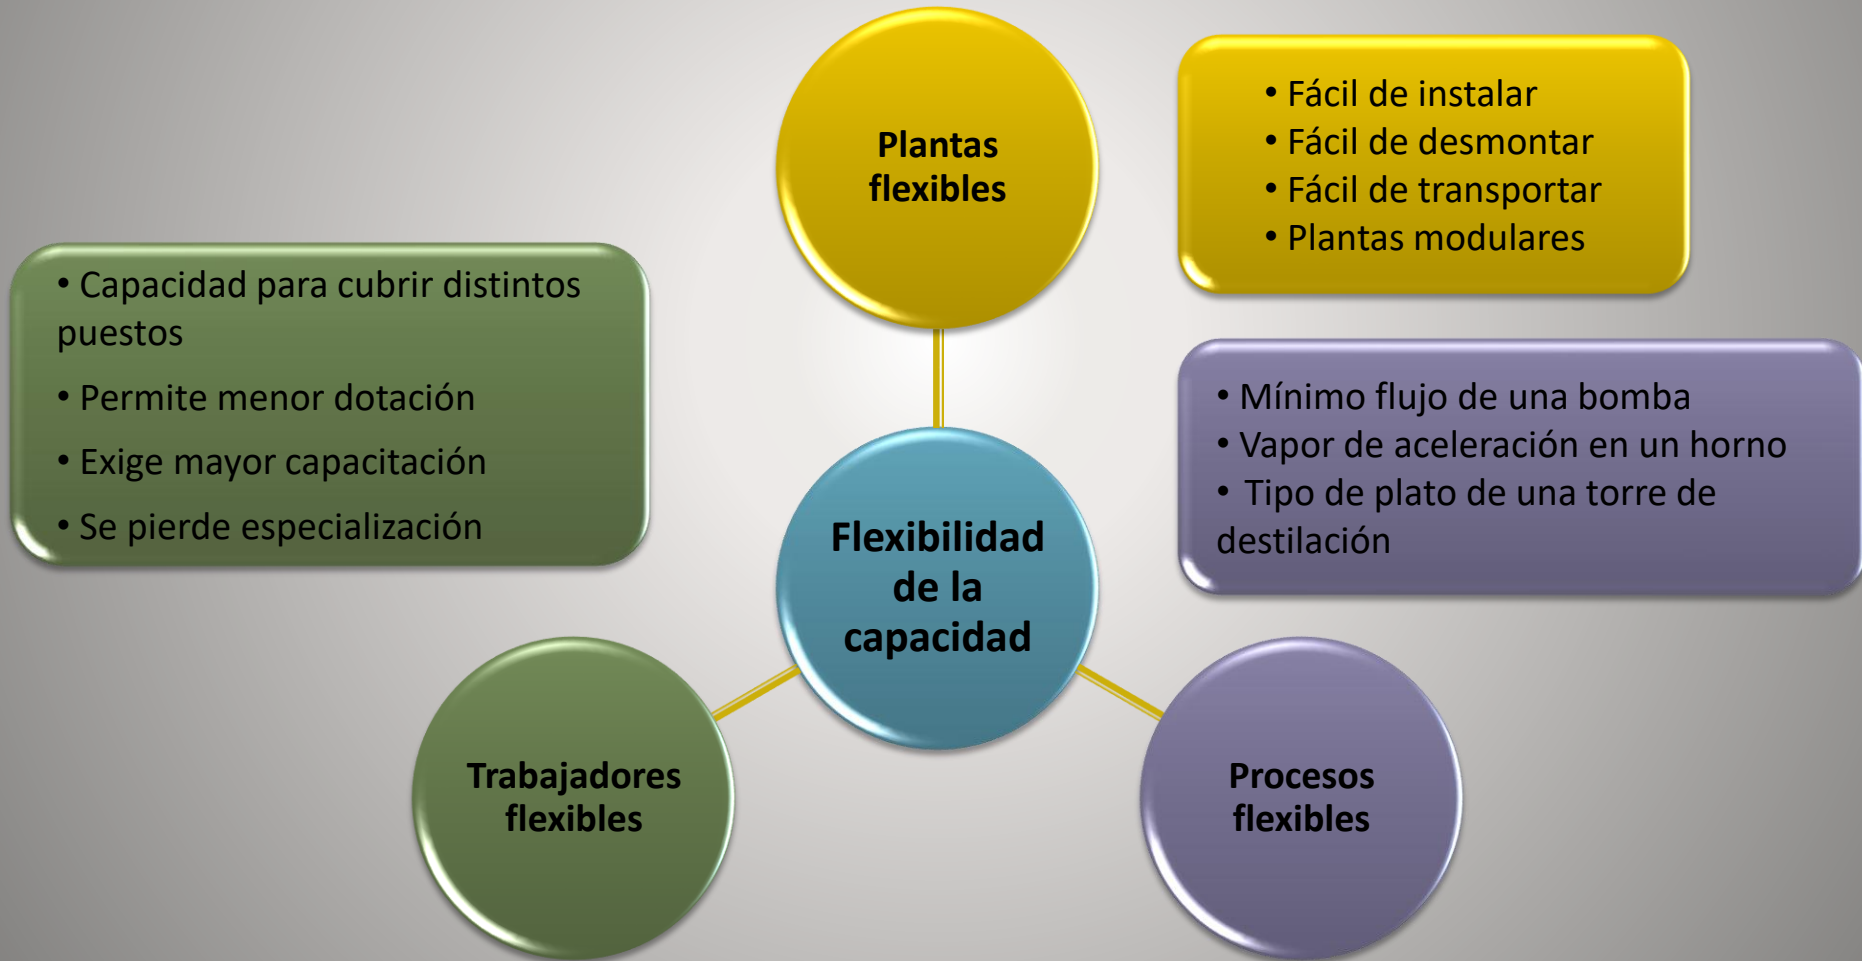 Plantas
flexibles
• Fácil de instalar
• Fácil de desmontar
• Fácil de transportar
• Plantas modulares
• Capacidad para cubrir distintos
puestos
• Permite menor dotación
• Exige mayor capacitación
• Se pierde especialización
• Mínimo flujo de una bomba
• Vapor de aceleración en un horno
• Tipo de plato de una torre de
destilación
Flexibilidad
de la
capacidad
Trabajadores
flexibles
Procesos
flexibles